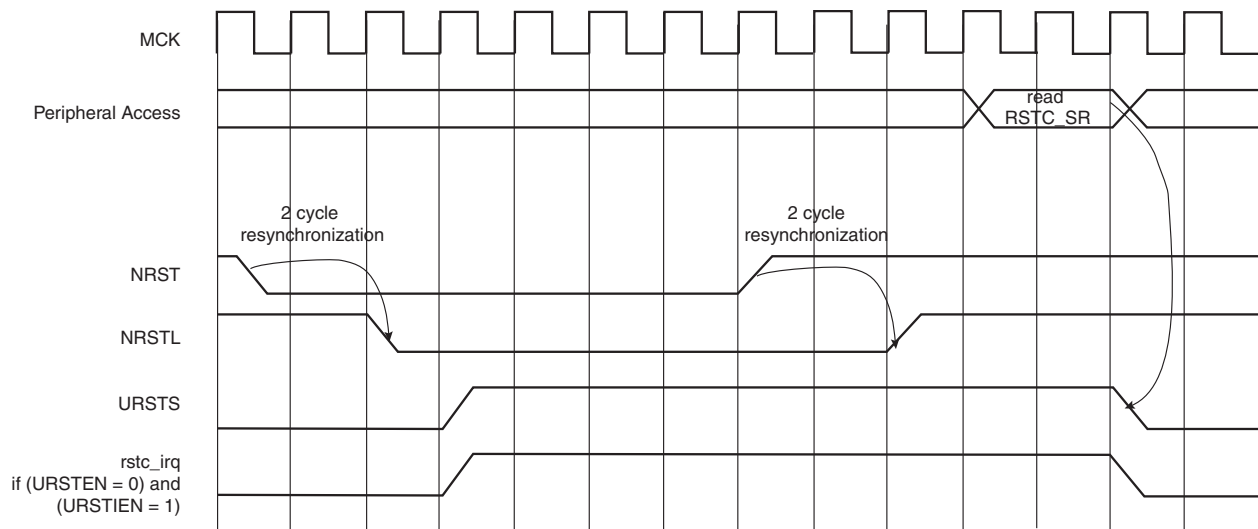 MCK
Peripheral Access
read
RSTC_SR
2 cycle
resynchronization
2 cycle
resynchronization
NRST
NRSTL
URSTS
rstc_irq
if (URSTEN = 0) and
(URSTIEN = 1)